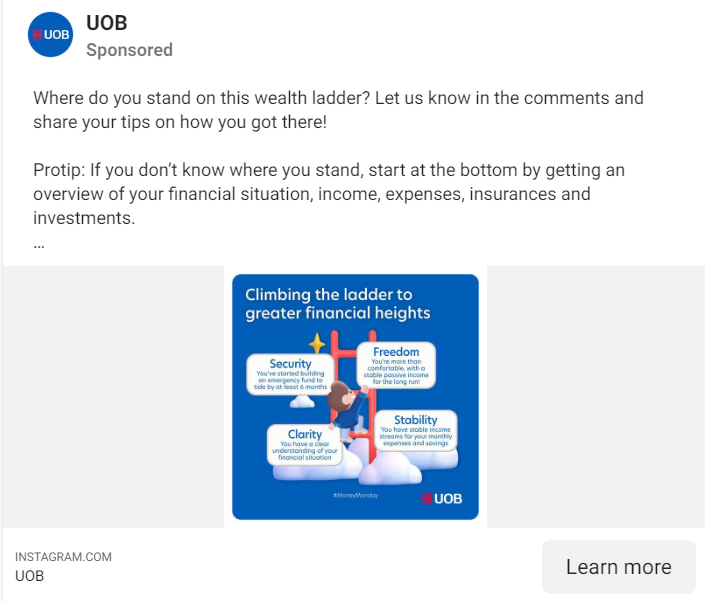 UOB
UOB
Sponsored
Where do you stand on this wealth ladder? Let us know in the comments and
share your tips on how you got there!
Protip: If you don't know where you stand, start at the bottom by getting an
overview of your financial situation, income, expenses, insurances and
investments.
...
Climbing the ladder to
greater financial heights
Security
You've started building
an emergency fund to
tide by at least 6 months
Freedom
You're more than
comfortable, with a
stable passive income
for the long run!
Clarity
You have a clear
understanding of your
financial situation
Stability
You have stable income
streams for your monthly
expenses and savings
#MoneyMonday
UOB
INSTAGRAM.COM
UOB
Learn more